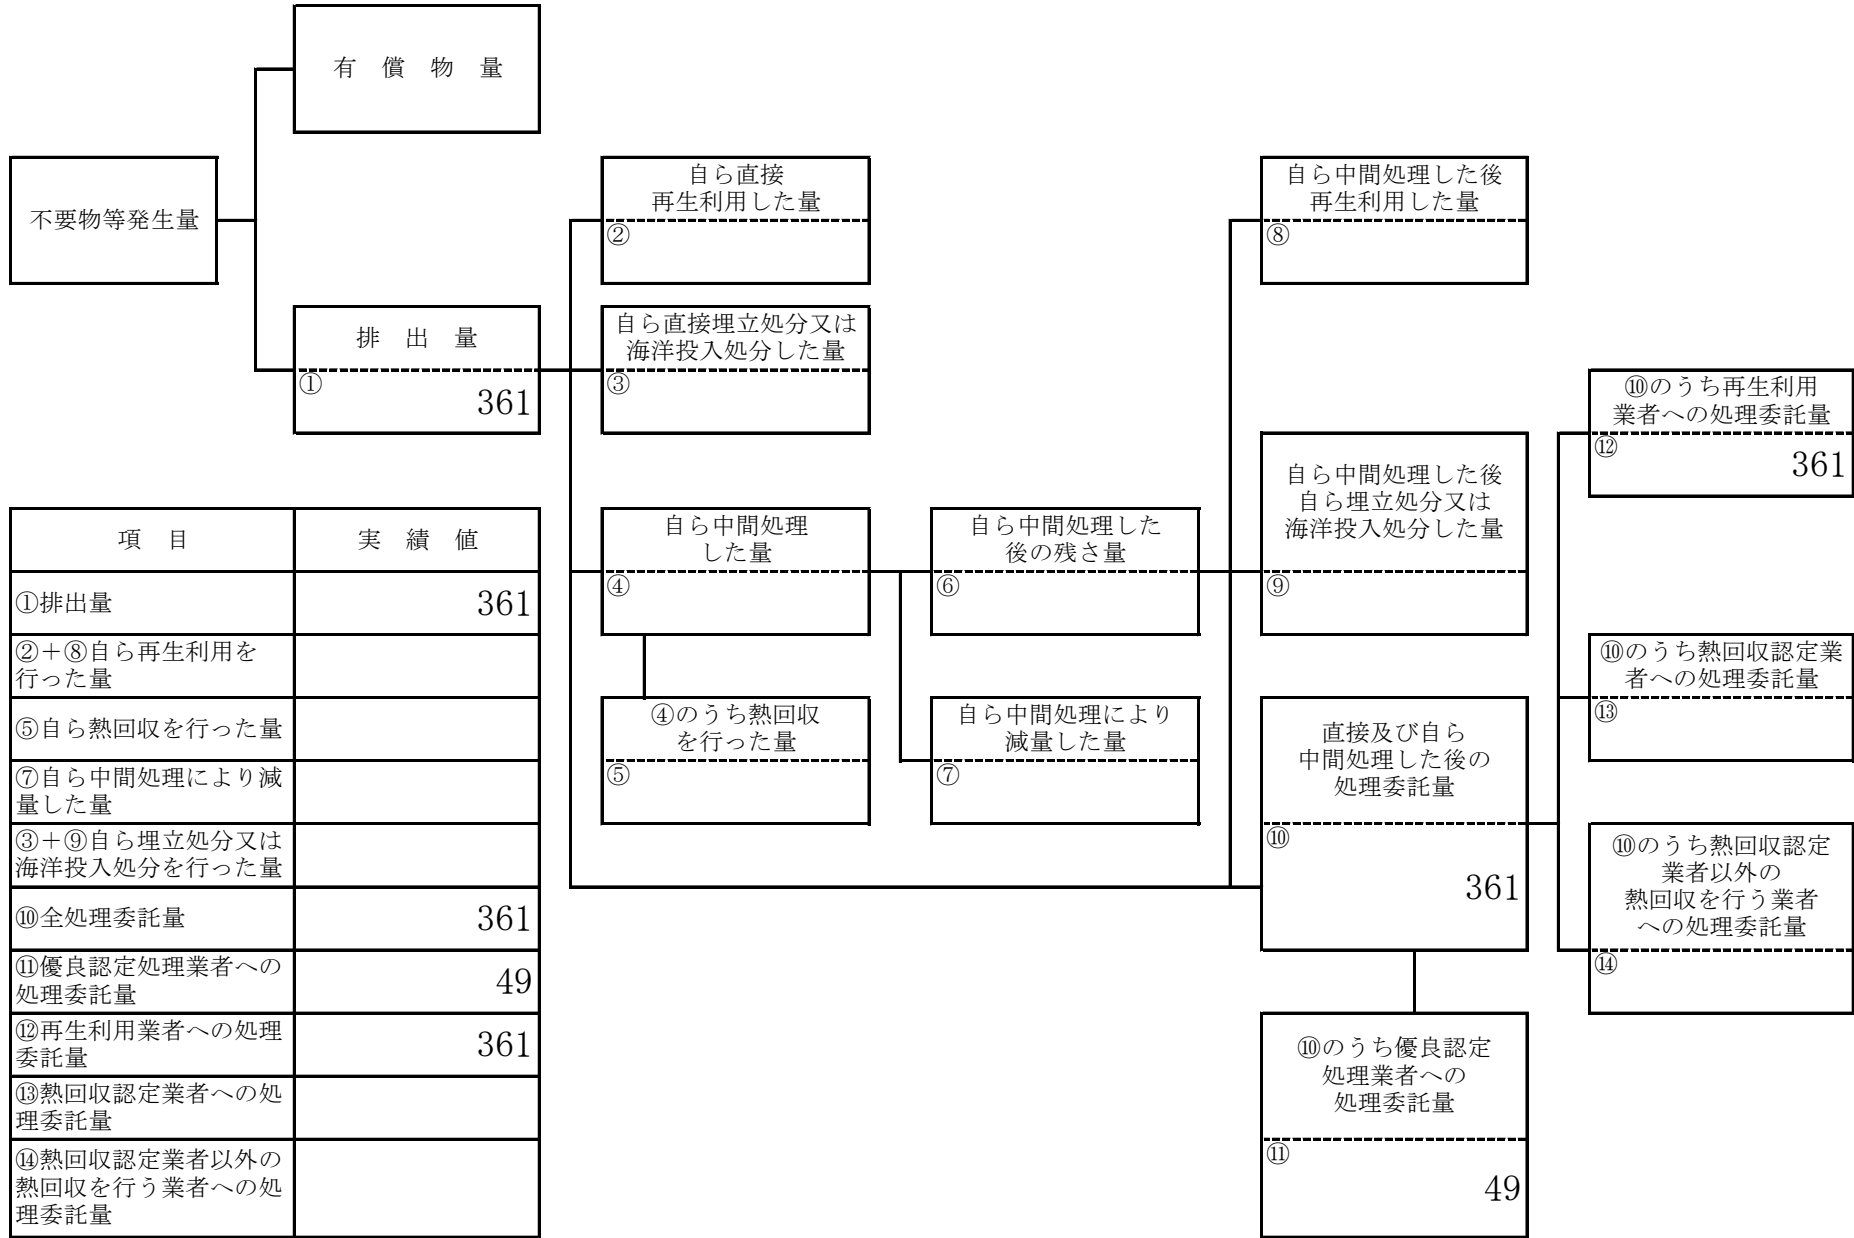 有　償　物　量
不要物等発生量
排　出　量
①
361
自ら直接
再生利用した量
②
自ら直接埋立処分又は
海洋投入処分した量
③
自ら中間処理
した量
④
④のうち熱回収
を行った量
⑤
自ら中間処理した
後の残さ量
⑥
自ら中間処理により
減量した量
⑦
自ら中間処理した後
再生利用した量
⑧
自ら中間処理した後
自ら埋立処分又は
海洋投入処分した量
⑨
直接及び自ら
中間処理した後の
処理委託量
⑩
361
⑩のうち優良認定
処理業者への
処理委託量
⑪
49
⑩のうち再生利用
業者への処理委託量
⑫
361
⑩のうち熱回収認定業
者への処理委託量
⑬
⑩のうち熱回収認定
業者以外の
熱回収を行う業者
への処理委託量
⑭
項　目　実　績　値
①排出量　361
②＋⑧自ら再生利用を
行った量
⑤自ら熱回収を行った量
⑦自ら中間処理により減
量した量
③＋⑨自ら埋立処分又は
海洋投入処分を行った量
⑩全処理委託量　361
⑪優良認定処理業者への
処理委託量　49
⑫再生利用業者への処理
委託量　361
⑬熱回収認定業者への処
理委託量
⑭熱回収認定業者以外の
熱回収を行う業者への処
理委託量